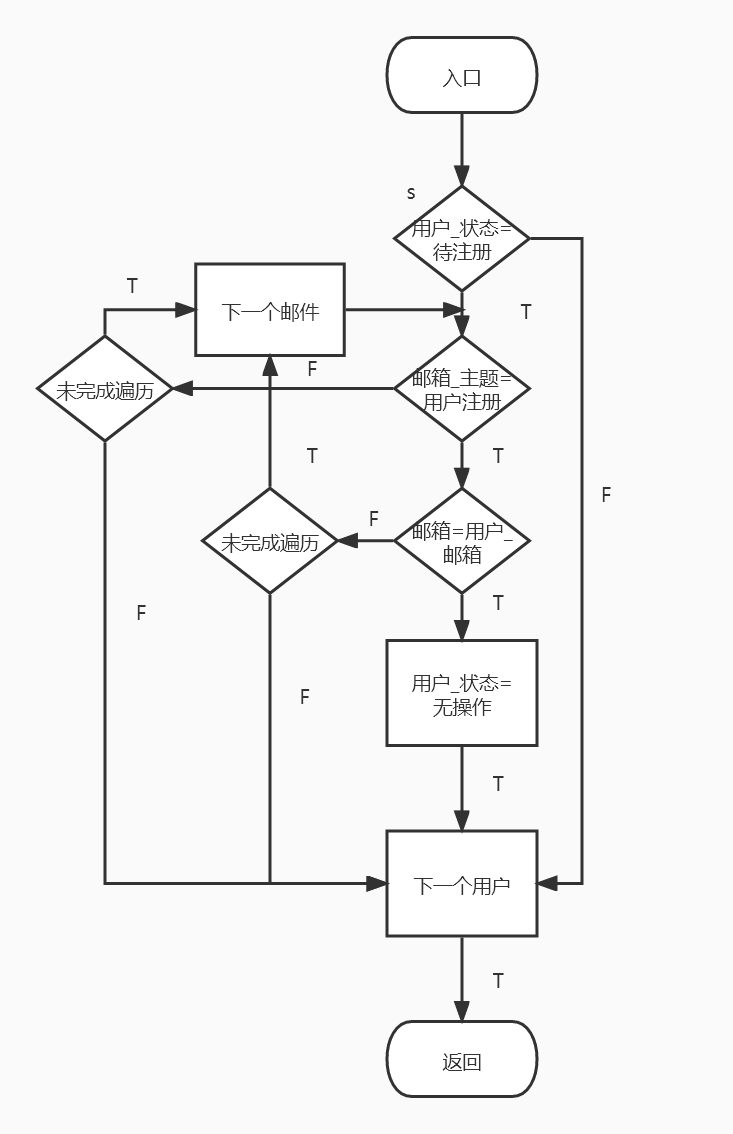 入口
s
用户_状态=
待注册
T
下一个邮件
T
F
邮箱_主题=
用户注册
未完成遍历
T
T
F
F
邮箱=用户_
邮箱
未完成遍历
T
F
用户_状态=
无操作
F
T
下一个用户
T
返回